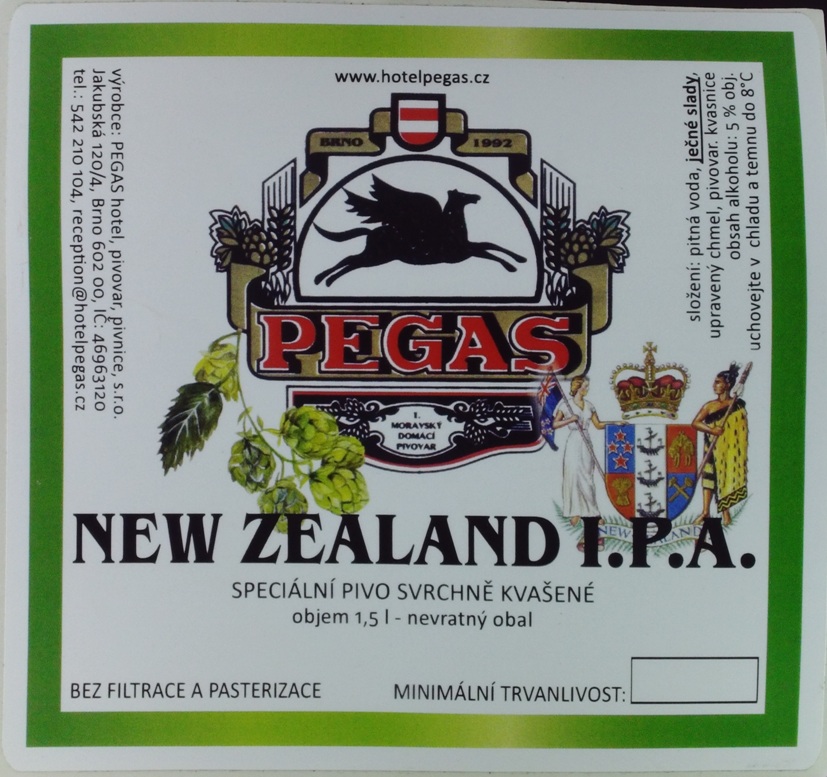 www.hotelpegas.cz
BRNO 1992
PEGAS
1.
MORAVSKÝ
DOMÁCÍ
PIVOVAR
výrobce: PEGAS hotel, pivovar, pivnice, s.r.o.
Jakubská 120/4, Brno 602 00, IČ: 46963120
tel.: 542 210 104, reception@hotelpegas.cz
složení: pitná voda, ječné slady,
upravený chmel, pivovar. kvasnice
obsah alkoholu: 5 % obj.
uchovejte v chladu a temnu do 8°C
NEW ZEALAND
NEW ZEALAND I.P.A.
SPECIÁLNÍ PIVO SVRCHNĚ KVAŠENÉ
objem 1,5 l - nevratný obal
BEZ FILTRACE A PASTERIZACE
MINIMÁLNÍ TRVANLIVOST: